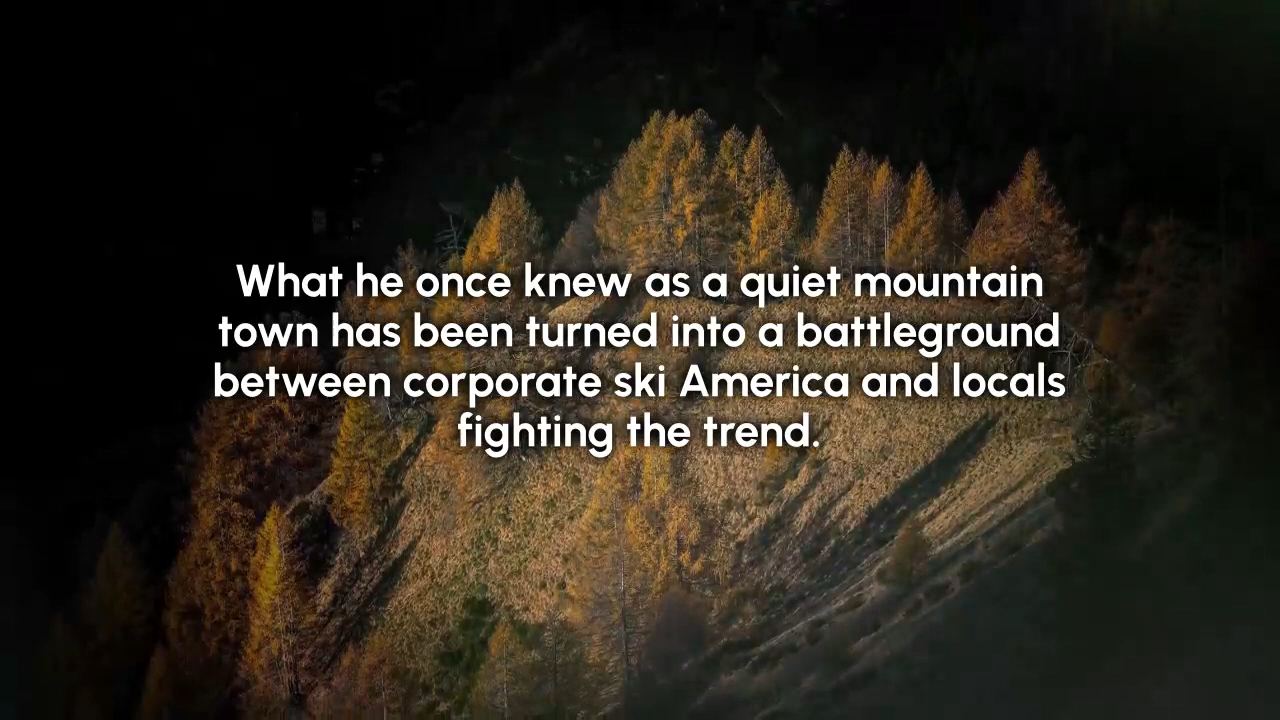 What he once knew as a quiet mountain
town has been turned into a battleground
between corporate ski America and locals
fighting the trend.